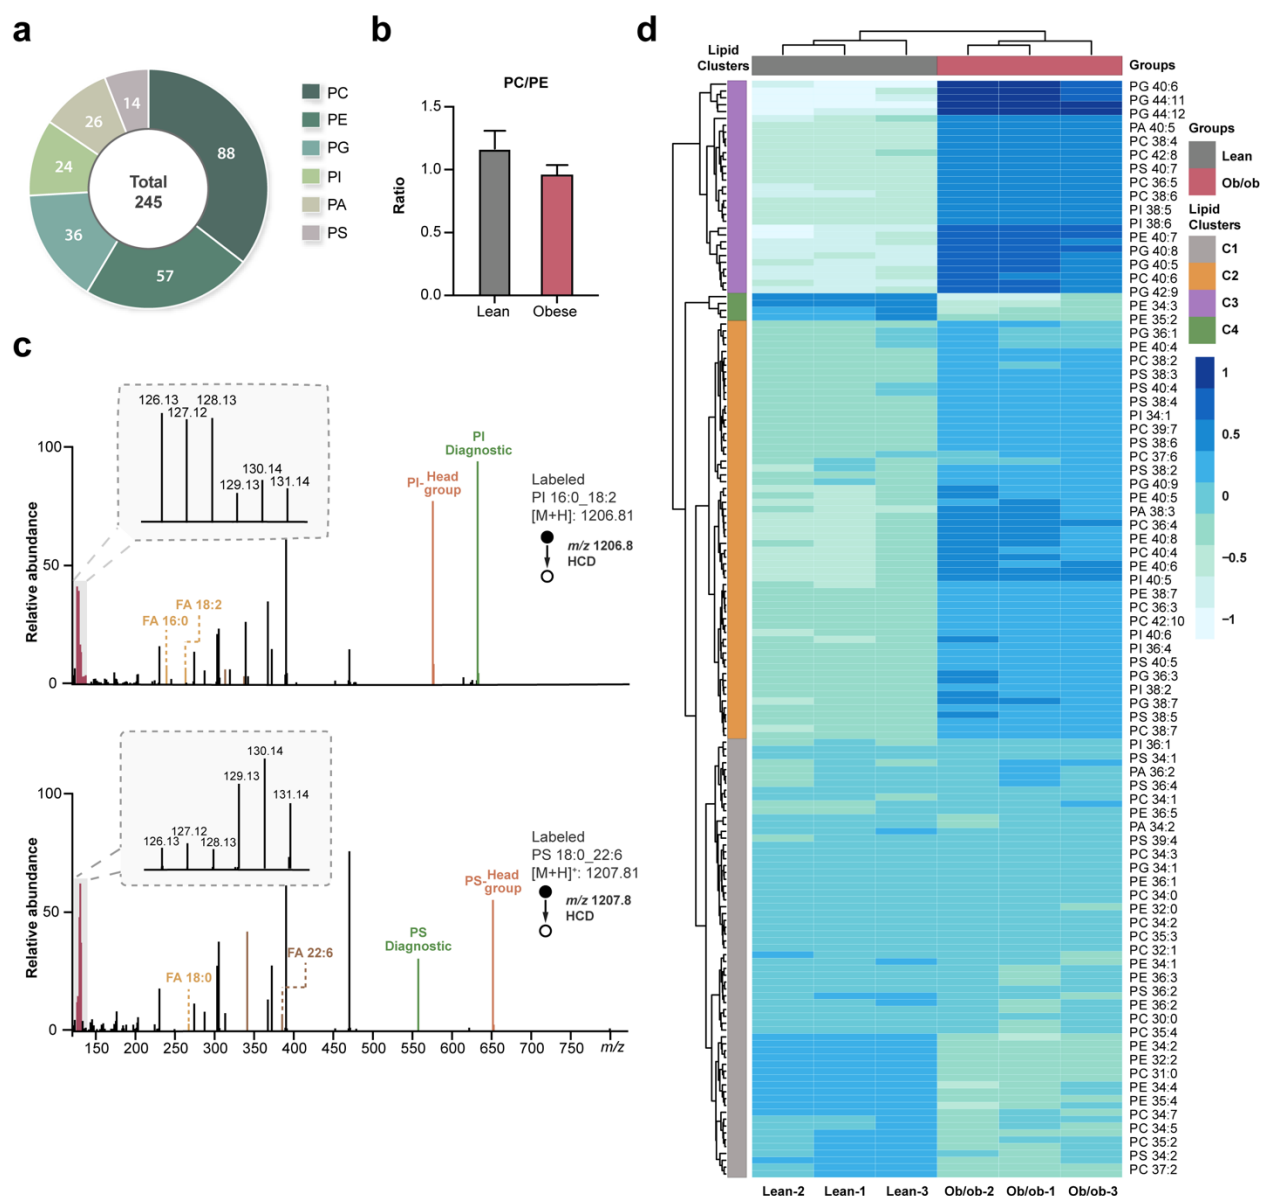 a
88
57
36
24
26
14
Total
245
PC
PE
PG
PI
PA
PS
b
PC/PE
Ratio
1.5
1.0
0.5
0.0
Lean
Obese
c
Relative abundance
100
50
0
126.13
127.12
128.13
129.13
130.14
131.14
FA 16:0
FA 18:2
PI-Head
group
PI
Diagnostic
Labeled
PI 16:0_18:2
[M+H]: 1206.81
m/z 1206.8
HCD
Relative abundance
100
50
0
126.13
127.12
128.13
129.13
130.14
131.14
FA 18:0
FA 22:6
PS
Diagnostic
PS-Head
group
Labeled
PS 18:0_22:6
[M+H]⁺: 1207.81
m/z 1207.8
HCD
150 200 250 300 350 400 450 500 550 600 650 700 750 m/z
d
Lipid
Clusters
Groups
PG 40:6
PG 44:11
PG 44:12
PA 40:5
PC 38:4
PC 42:8
PS 40:7
PC 36:5
PC 38:6
PI 38:5
PI 38:6
PE 40:7
PG 40:8
PG 40:5
PC 40:6
PG 42:9
PE 34:3
PE 35:2
PG 36:1
PE 40:4
PC 38:2
PS 38:3
PS 40:4
PS 38:4
PI 34:1
PC 39:7
PS 38:6
PC 37:6
PS 38:2
PG 40:9
PE 40:5
PA 38:3
PC 36:4
PE 40:8
PC 40:4
PE 40:6
PI 40:5
PE 38:7
PC 36:3
PC 42:10
PI 40:6
PI 36:4
PS 40:5
PG 36:3
PI 38:2
PG 38:7
PS 38:5
PC 38:7
PI 36:1
PS 34:1
PA 36:2
PS 36:4
PC 34:1
PE 36:5
PA 34:2
PS 39:4
PC 34:3
PG 34:1
PE 36:1
PC 34:0
PE 32:0
PC 34:2
PC 35:3
PC 32:1
PE 34:1
PE 36:3
PS 36:2
PE 36:2
PC 30:0
PC 35:4
PE 34:2
PE 32:2
PC 31:0
PE 34:4
PE 35:4
PC 34:7
PC 34:5
PC 35:2
PS 34:2
PC 37:2
Lean-2
Lean-1
Lean-3
Ob/ob-2
Ob/ob-1
Ob/ob-3
Groups
Lean
Ob/ob
Lipid
Clusters
C1
C2
C3
C4
1
0.5
0
−0.5
−1